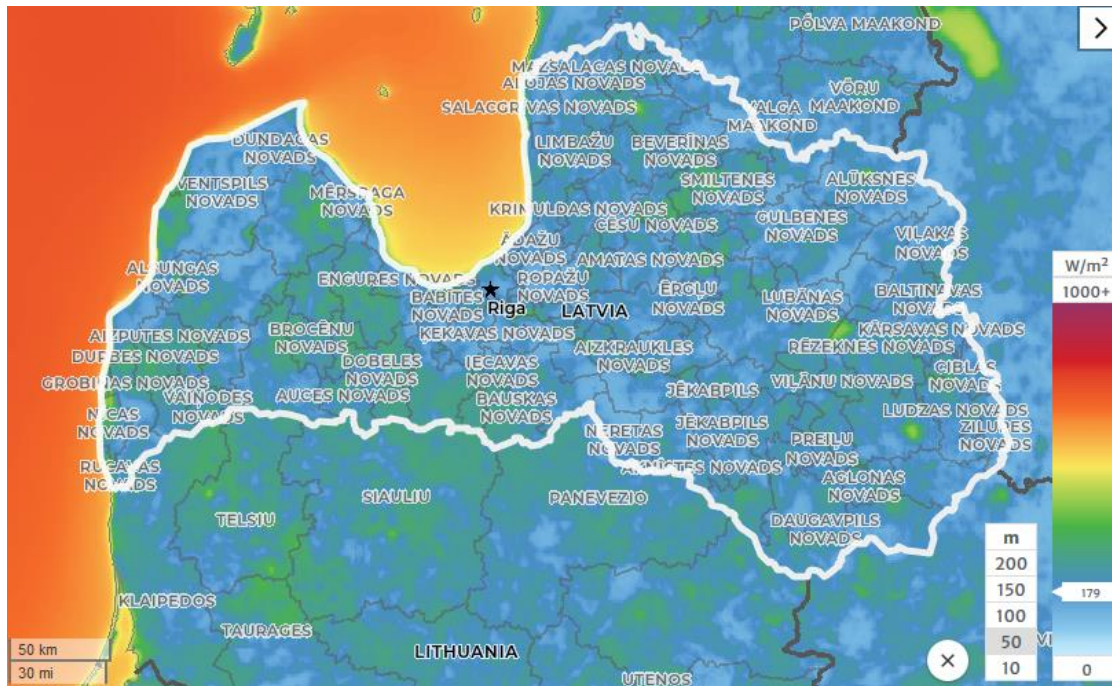 PÕLVA MAAKOND
MAZSALACAS NOVADS
ALOJAS NOVADS
VÕRU
MAAKOND
SALACGRĪVAS NOVADS
VALGA
MAAKOND
DUNDAGAS
NOVADS
LIMBAŽU
NOVADS
BEVERĪNAS
NOVADS
VENTSPILS
NOVADS
MĒRSRAGA
NOVADS
SMILTENES
NOVADS
ALŪKSNES
NOVADS
KRIMULDAS NOVADS
CĒSU NOVADS
GULBENES
NOVADS
VIĻAKAS
NOVADS
ĀDAŽU
NOVADS
AMATAS NOVADS
ALSUNGAS
NOVADS
ENGURES NOVADS
ROPAŽU
NOVADS
BABĪTES
NOVADS
Rīga
LATVIA
ĒRGĻU
NOVADS
LUBĀNAS
NOVADS
BALTINAVAS
NOVADS
W/m²
1000+
AIZPUTES NOVADS
BROCĒNU
NOVADS
ĶEKAVAS NOVADS
KĀRSAVAS NOVADS
RĒZEKNES NOVADS
DURBES NOVADS
DOBELES
NOVADS
IECAVAS
NOVADS
AIZKRAUKLES
NOVADS
CIBLAS
NOVADS
GROBIŅAS NOVADS
VAIŅODES
NOVADS
AUCES NOVADS
BAUSKAS
NOVADS
JĒKABPILS
VIĻĀNU NOVADS
NĪCAS
NOVADS
JĒKABPILS
NOVADS
LUDZAS NOVADS
ZILUPES
NOVADS
NERETAS
NOVADS
PREIĻU
NOVADS
RUCAVAS
NOVADS
AKNĪSTES NOVADS
AGLONAS
NOVADS
SIAULIU
PANEVEZIO
TELSIU
DAUGAVPILS
NOVADS
m
200
150
100
50
10
179
0
KLAIPEDOS
TAURAGES
LITHUANIA
UTENOS
50 km
30 mi